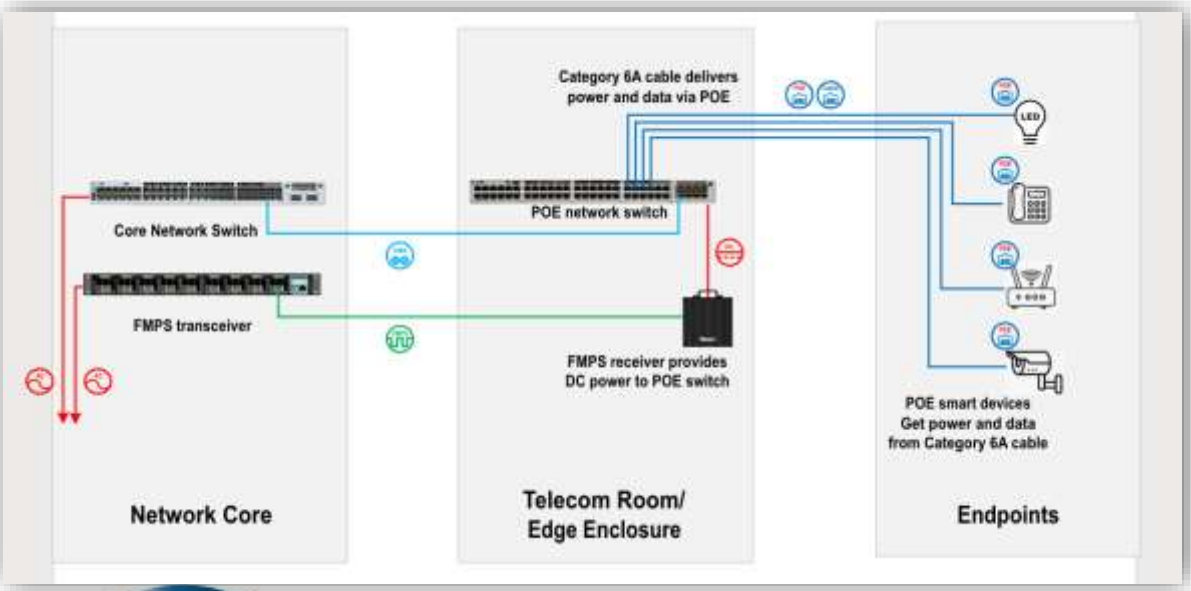 Category 6A cable delivers
power and data via POE
LED
Core Network Switch
POE network switch
FMPS transceiver
FMPS receiver provides
DC power to POE switch
POE smart devices
Get power and data
from Category 6A cable
Network Core
Telecom Room/
Edge Enclosure
Endpoints